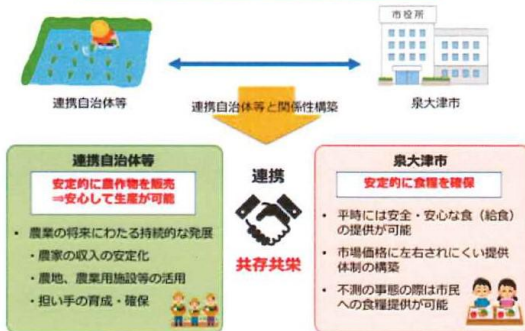 市役所
連携自治体等
泉大津市
連携自治体等と関係性構築
連携自治体等
安定的に農作物を販売
⇒安心して生産が可能
• 農業の将来にわたる持続的な発展
・農家の収入の安定化
・農地、農業用施設等の活用
・担い手の育成・確保
連携
共存共栄
泉大津市
安定的に食糧を確保
• 平時には安全・安心な食（給食）
の提供が可能
• 市場価格に左右されにくい提供
体制の構築
• 不測の事態の際は市民
への食糧提供が可能